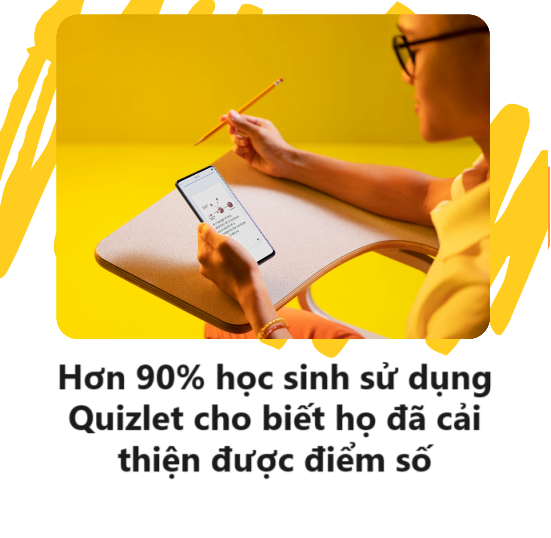 Hơn 90% học sinh sử dụng
Quizlet cho biết họ đã cải
thiện được điểm số